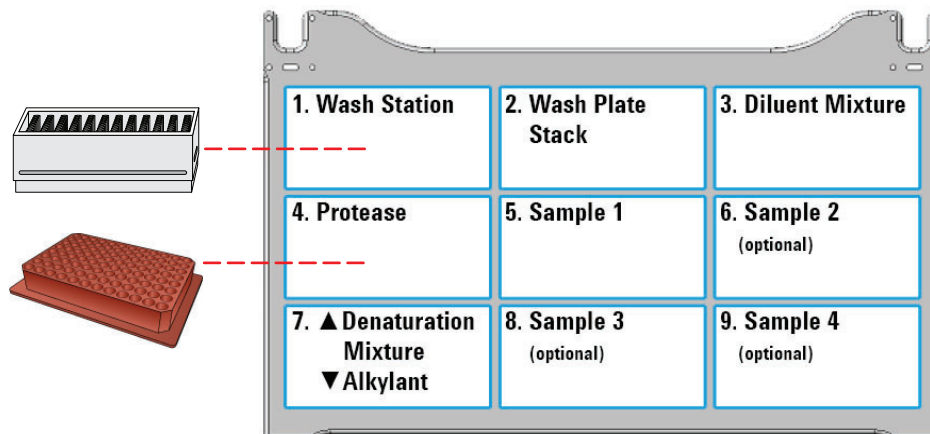 1. Wash Station
2. Wash Plate
Stack
3. Diluent Mixture
4. Protease
5. Sample 1
6. Sample 2
(optional)
7. ▲Denaturation
Mixture
▼Alkylant
8. Sample 3
(optional)
9. Sample 4
(optional)